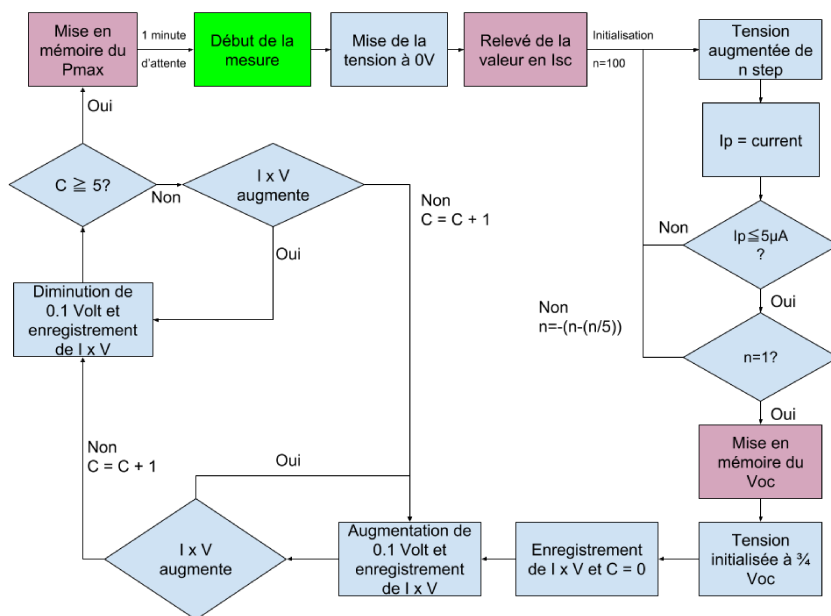 Mise en
mémoire du
Pmax
1 minute
d'attente
Début de la
mesure
Mise de la
tension à 0V
Relevé de la
valeur en Isc
Initialisation
n=100
Tension
augmentée de
n step
Ip = current
Ip≦5µA
?
Non
Oui
Non
n=-(n-(n/5))
n=1?
Oui
Mise en
mémoire du
Voc
Tension
initialisée à ¾
Voc
Enregistrement
de I x V et C = 0
Augmentation de
0.1 Volt et
enregistrement
de I x V
I x V
augmente
Oui
Non
C = C + 1
Diminution de
0.1 Volt et
enregistrement
de I x V
C ≧ 5?
Oui
Non
I x V
augmente
Oui
Non
C = C + 1